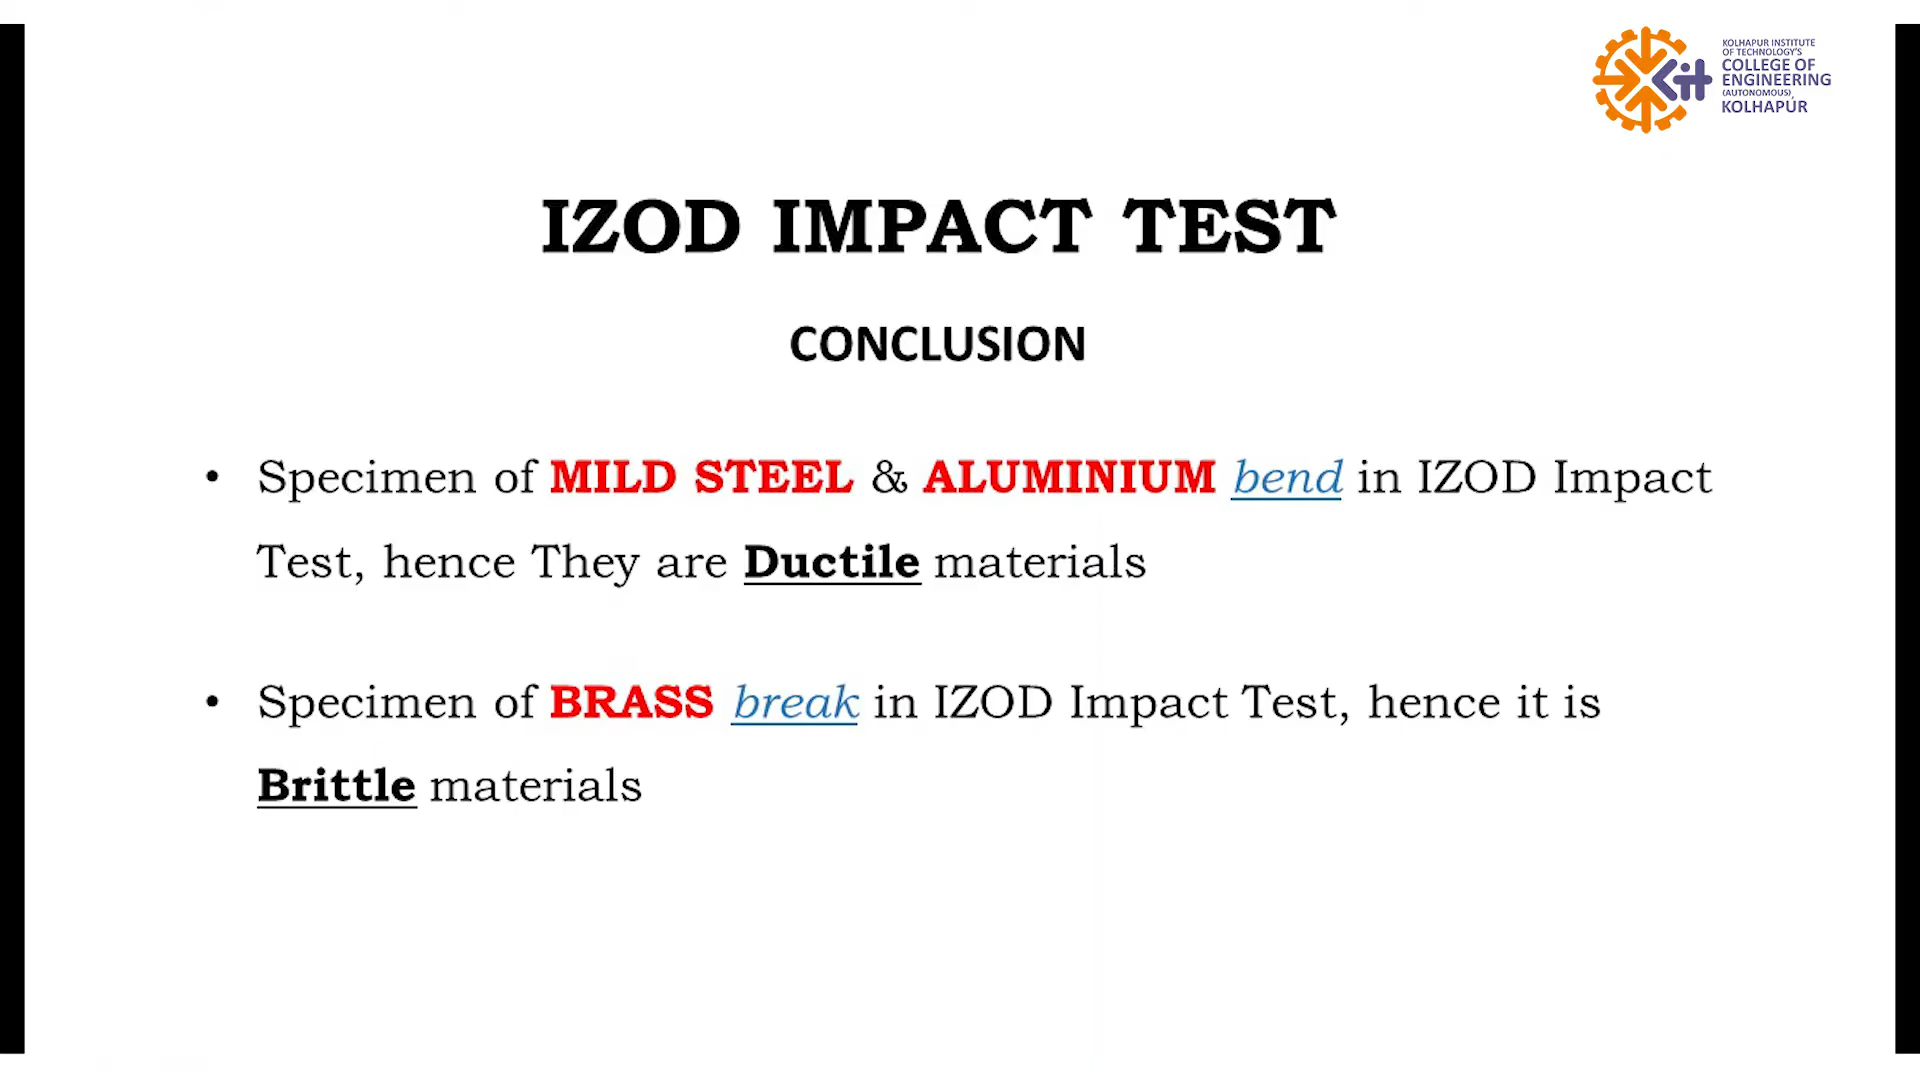 KOLHAPUR INSTITUTE
OF TECHNOLOGY'S
COLLEGE OF
ENGINEERING
(AUTONOMOUS),
KOLHAPUR
kit
IZOD IMPACT TEST
CONCLUSION
• Specimen of MILD STEEL & ALUMINIUM bend in IZOD Impact
Test, hence They are Ductile materials
• Specimen of BRASS break in IZOD Impact Test, hence it is
Brittle materials